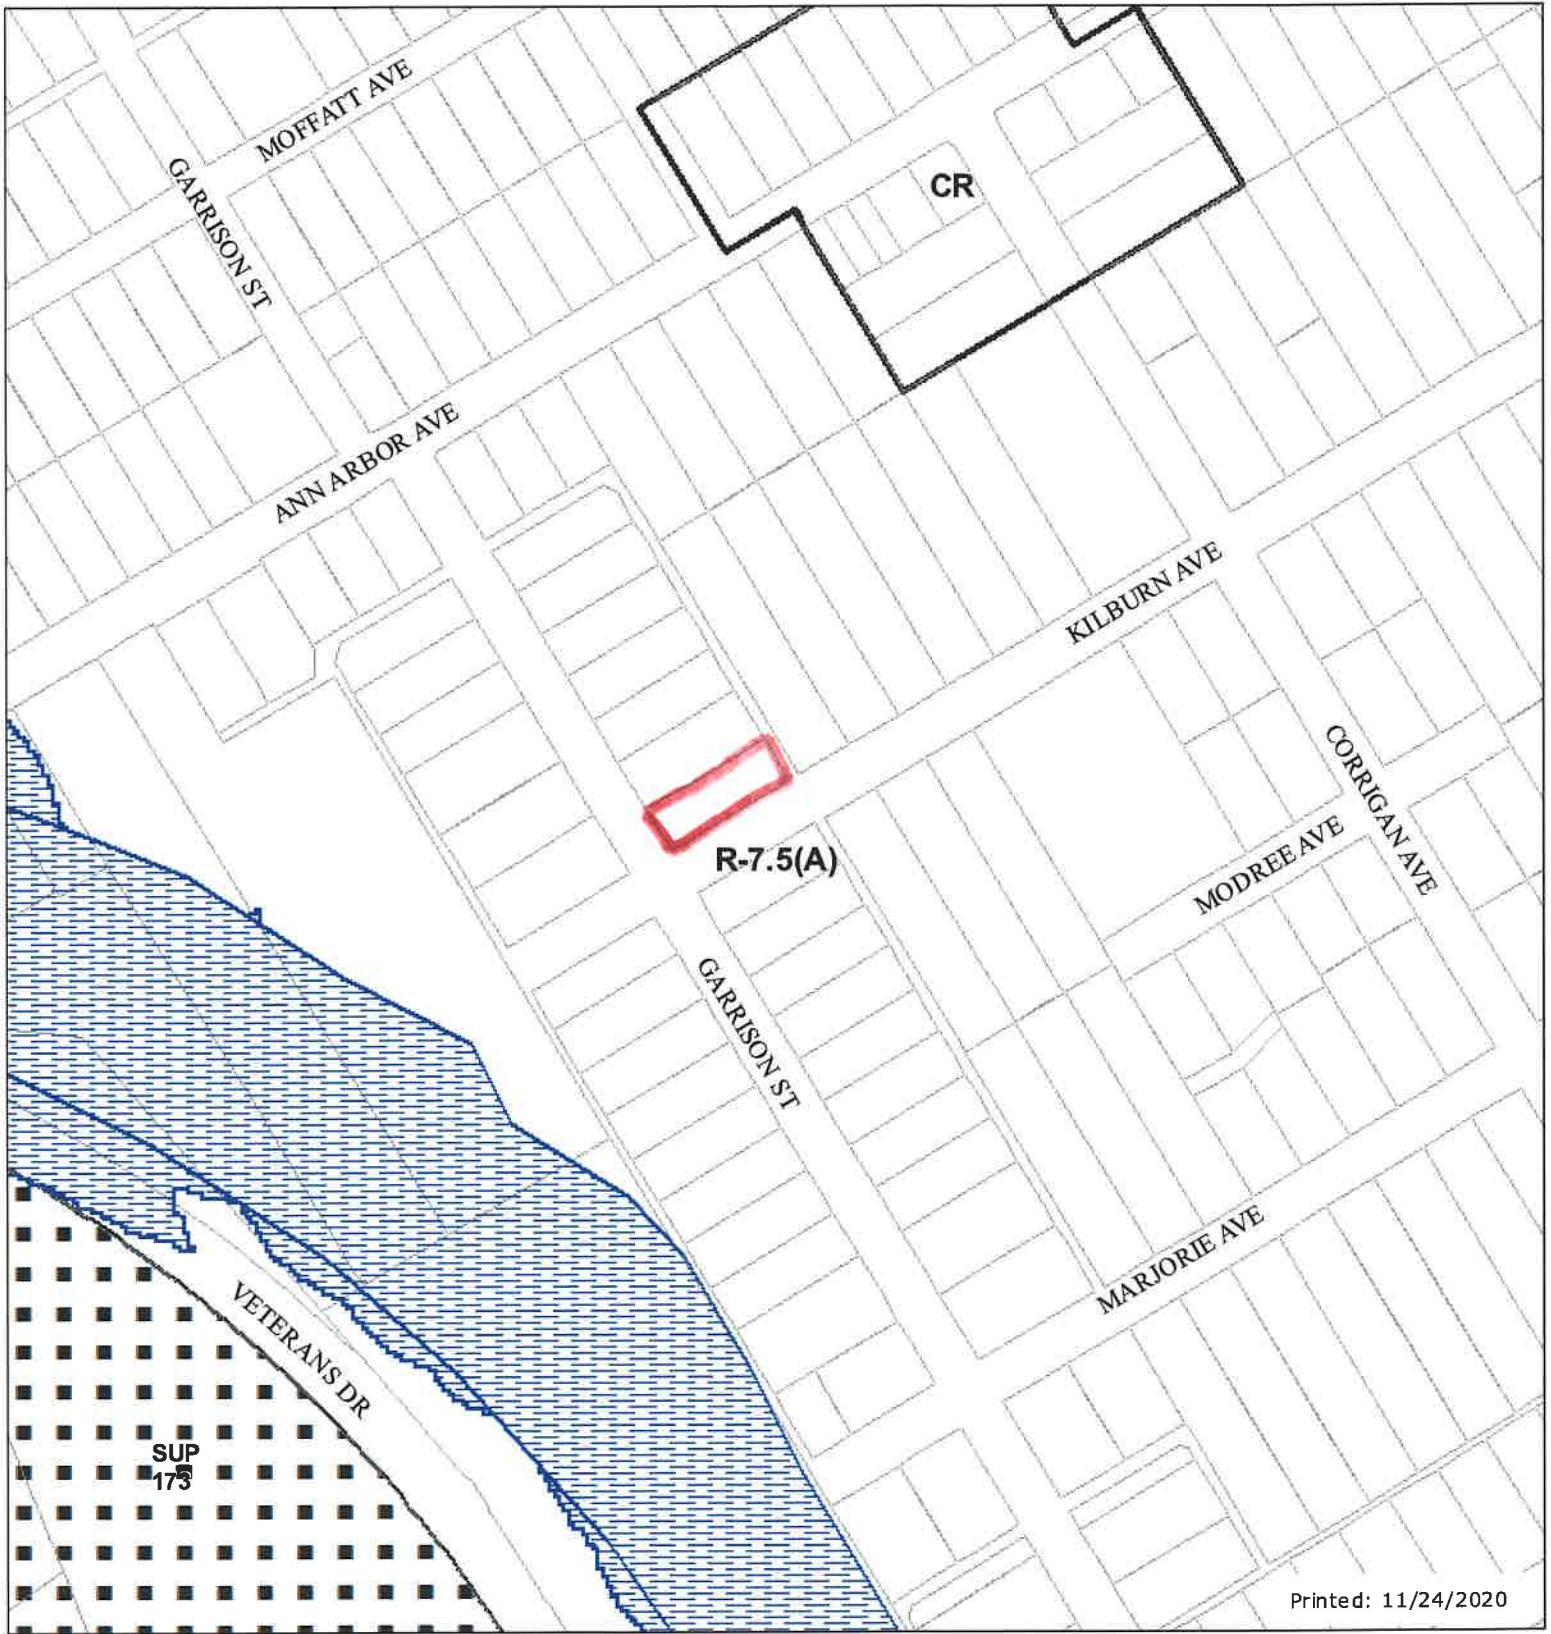 MOFFATT AVE
GARRISON ST
CR
ANN ARBOR AVE
KILBURN AVE
CORRIGAN AVE
R-7.5(A)
MODREE AVE
GARRISON ST
MARJORIE AVE
VETERANS DR
SUP
173
Printed: 11/24/2020